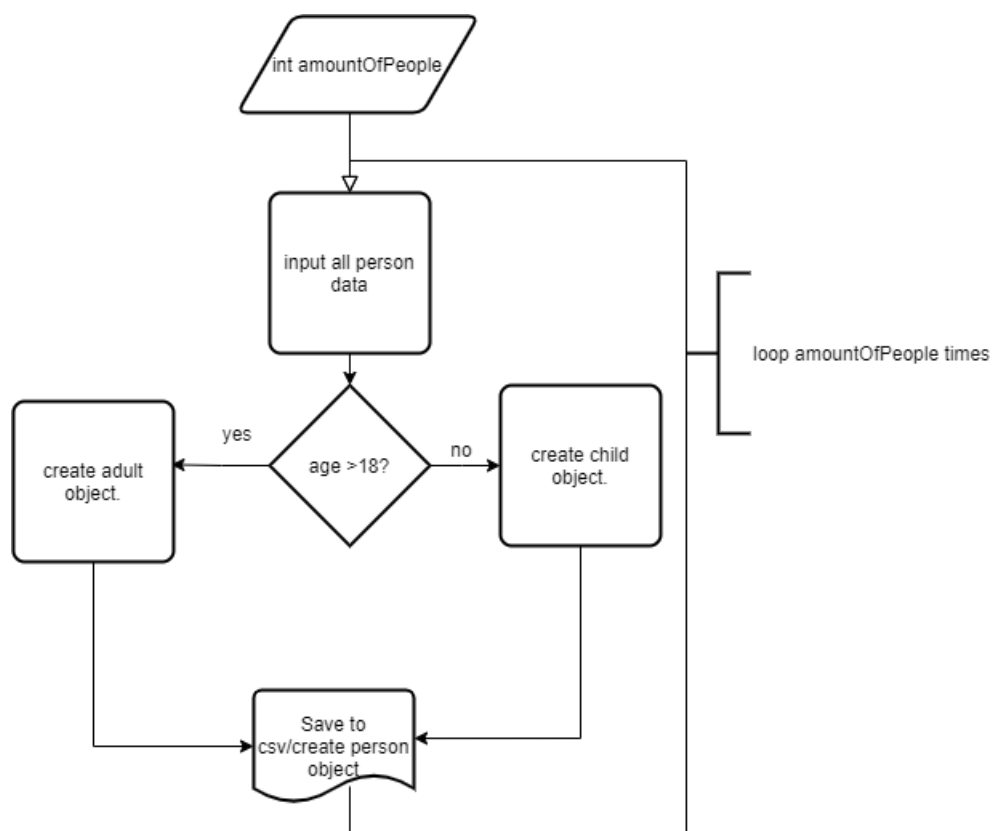 int amountOfPeople
input all person
data
loop amountOfPeople times
yes
age >18?
no
create adult
object.
create child
object.
Save to
csv/create person
object